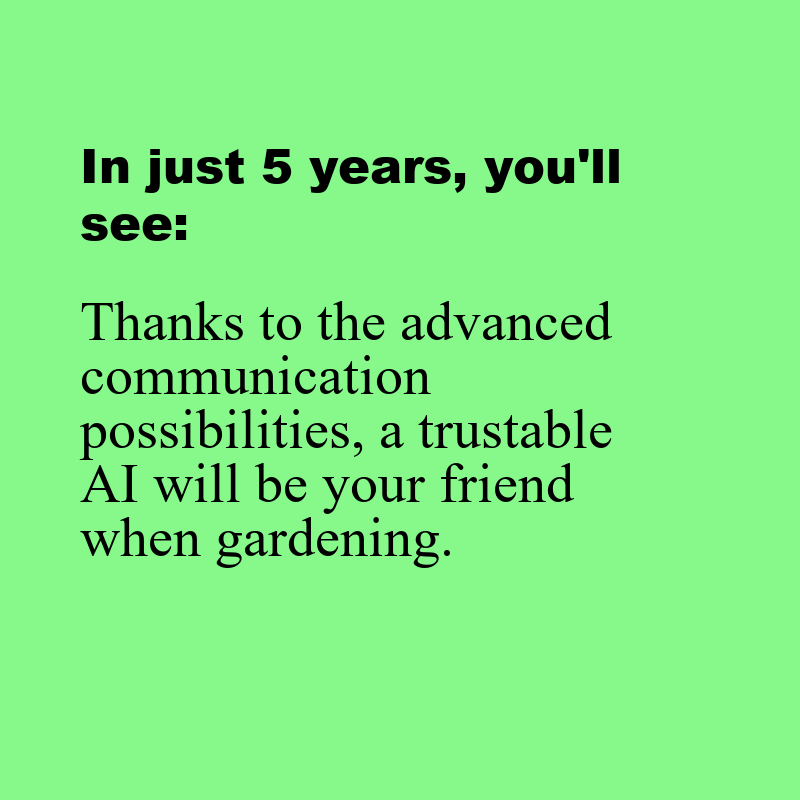 In just 5 years, you'll
see:
Thanks to the advanced
communication
possibilities, a trustable
AI will be your friend
when gardening.